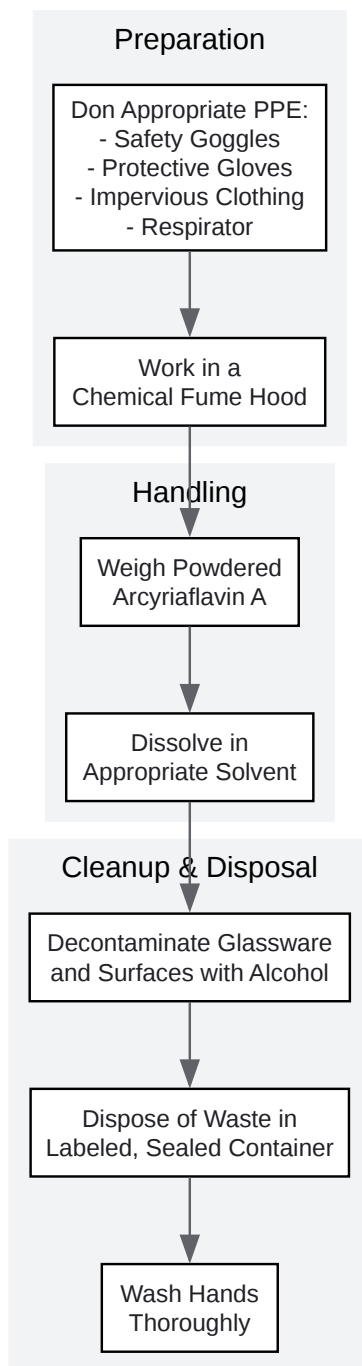 Preparation
Don Appropriate PPE:
- Safety Goggles
- Protective Gloves
- Impervious Clothing
- Respirator
Work in a
Chemical Fume Hood
Handling
Weigh Powdered
Arcyriaflavin A
Dissolve in
Appropriate Solvent
Cleanup & Disposal
Decontaminate Glassware
and Surfaces with Alcohol
Dispose of Waste in
Labeled, Sealed Container
Wash Hands
Thoroughly